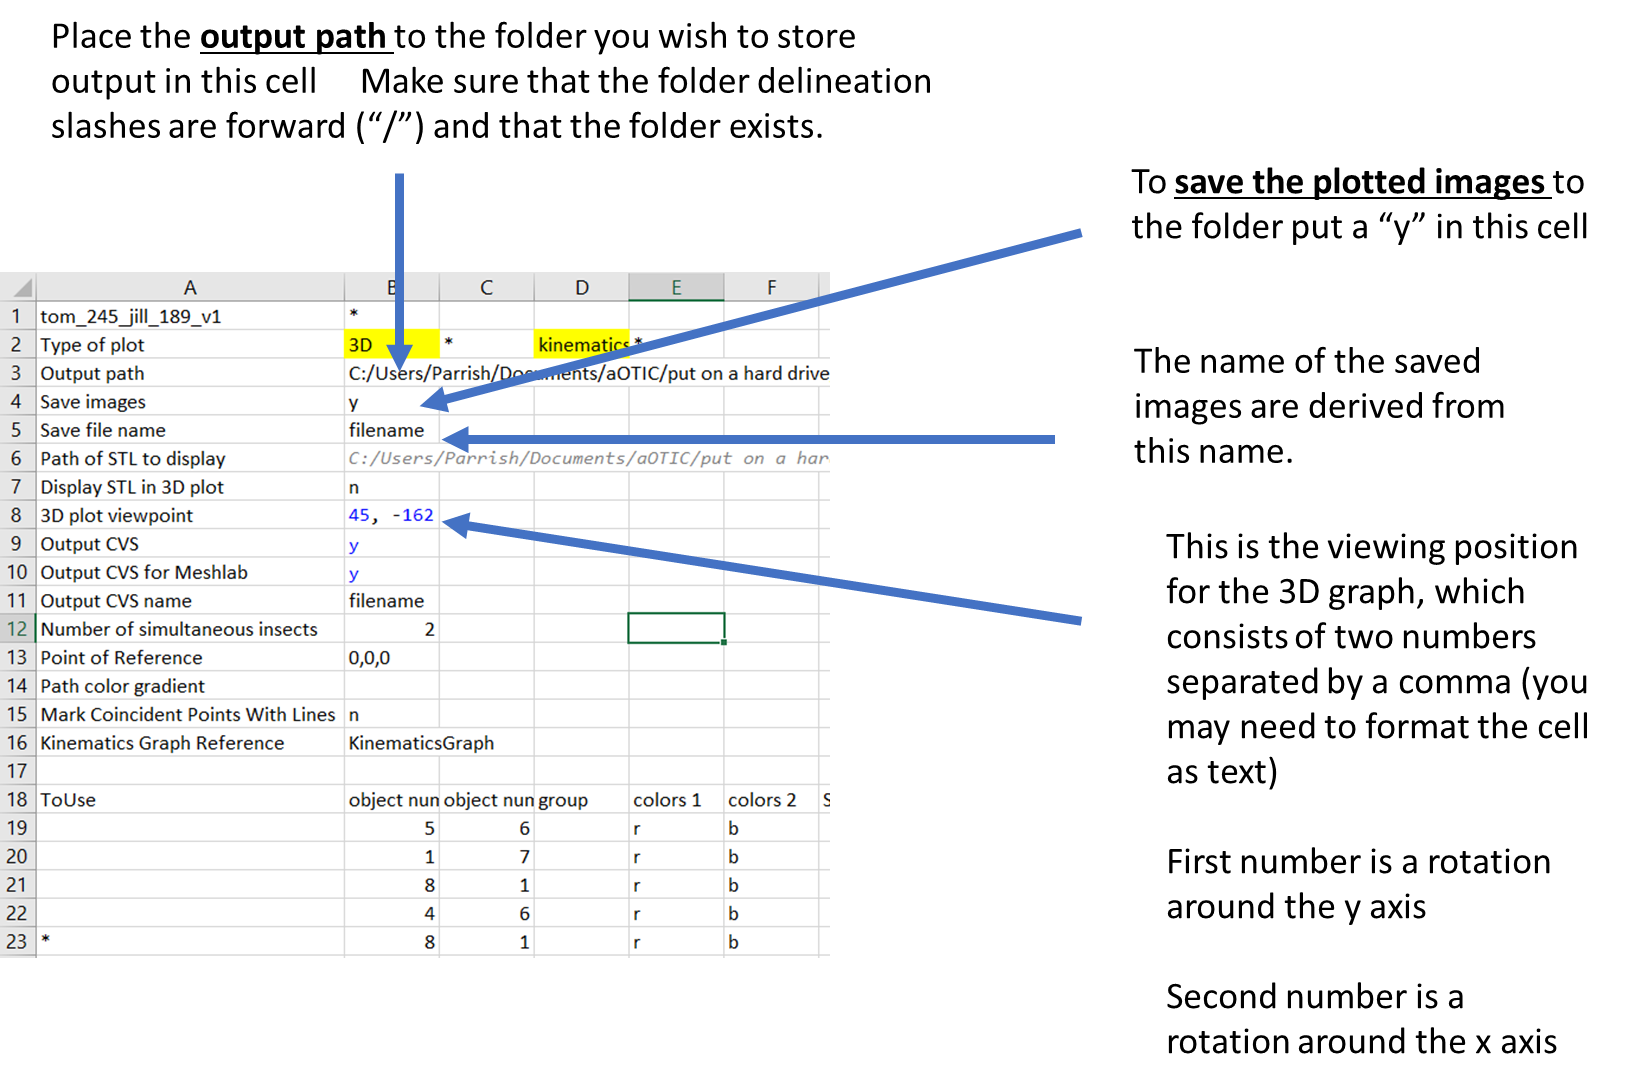 Place the output path to the folder you wish to store
output in this cell Make sure that the folder delineation
slashes are forward (“/”) and that the folder exists.
To save the plotted images to
the folder put a “y” in this cell
The name of the saved
images are derived from
this name.
This is the viewing position
for the 3D graph, which
consists of two numbers
separated by a comma (you
may need to format the cell
as text)
First number is a rotation
around the y axis
Second number is a
rotation around the x axis
A B C D E F
1 tom_245_jill_189_v1 *
2 Type of plot 3D * kinematics *
3 Output path C:/Users/Parrish/Documents/aOTIC/put on a hard drive
4 Save images y
5 Save file name filename
6 Path of STL to display C:/Users/Parrish/Documents/aOTIC/put on a har
7 Display STL in 3D plot n
8 3D plot viewpoint 45, -162
9 Output CVS y
10 Output CVS for Meshlab y
11 Output CVS name filename
12 Number of simultaneous insects 2
13 Point of Reference 0,0,0
14 Path color gradient
15 Mark Coincident Points With Lines n
16 Kinematics Graph Reference KinematicsGraph
17
18 ToUse object num object num group colors 1 colors 2 S
19 5 6 r b
20 1 7 r b
21 8 1 r b
22 4 6 r b
23 * 8 1 r b